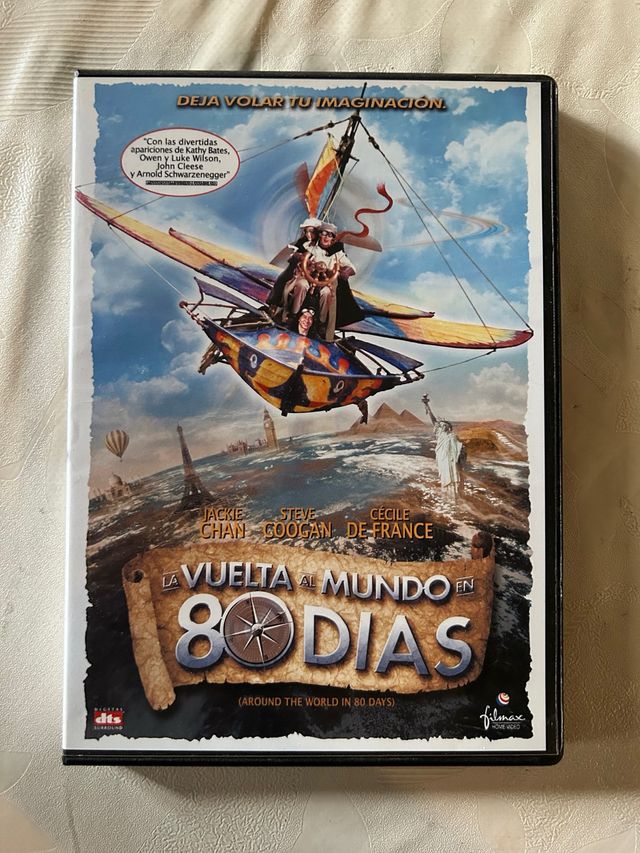 DEJA VOLAR TU IMAGINACIÓN.
"Con las divertidas
apariciones de Kathy Bates,
Owen y Luke Wilson,
John Cleese
y Arnold Schwarzenegger"
JACKIE STEVE CÉCILE
CHAN COOGAN DE FRANCE
LA VUELTA AL MUNDO EN
80 DIAS
(AROUND THE WORLD IN 80 DAYS)
DIGITAL
dts
SURROUND
filmax
HOME VIDEO